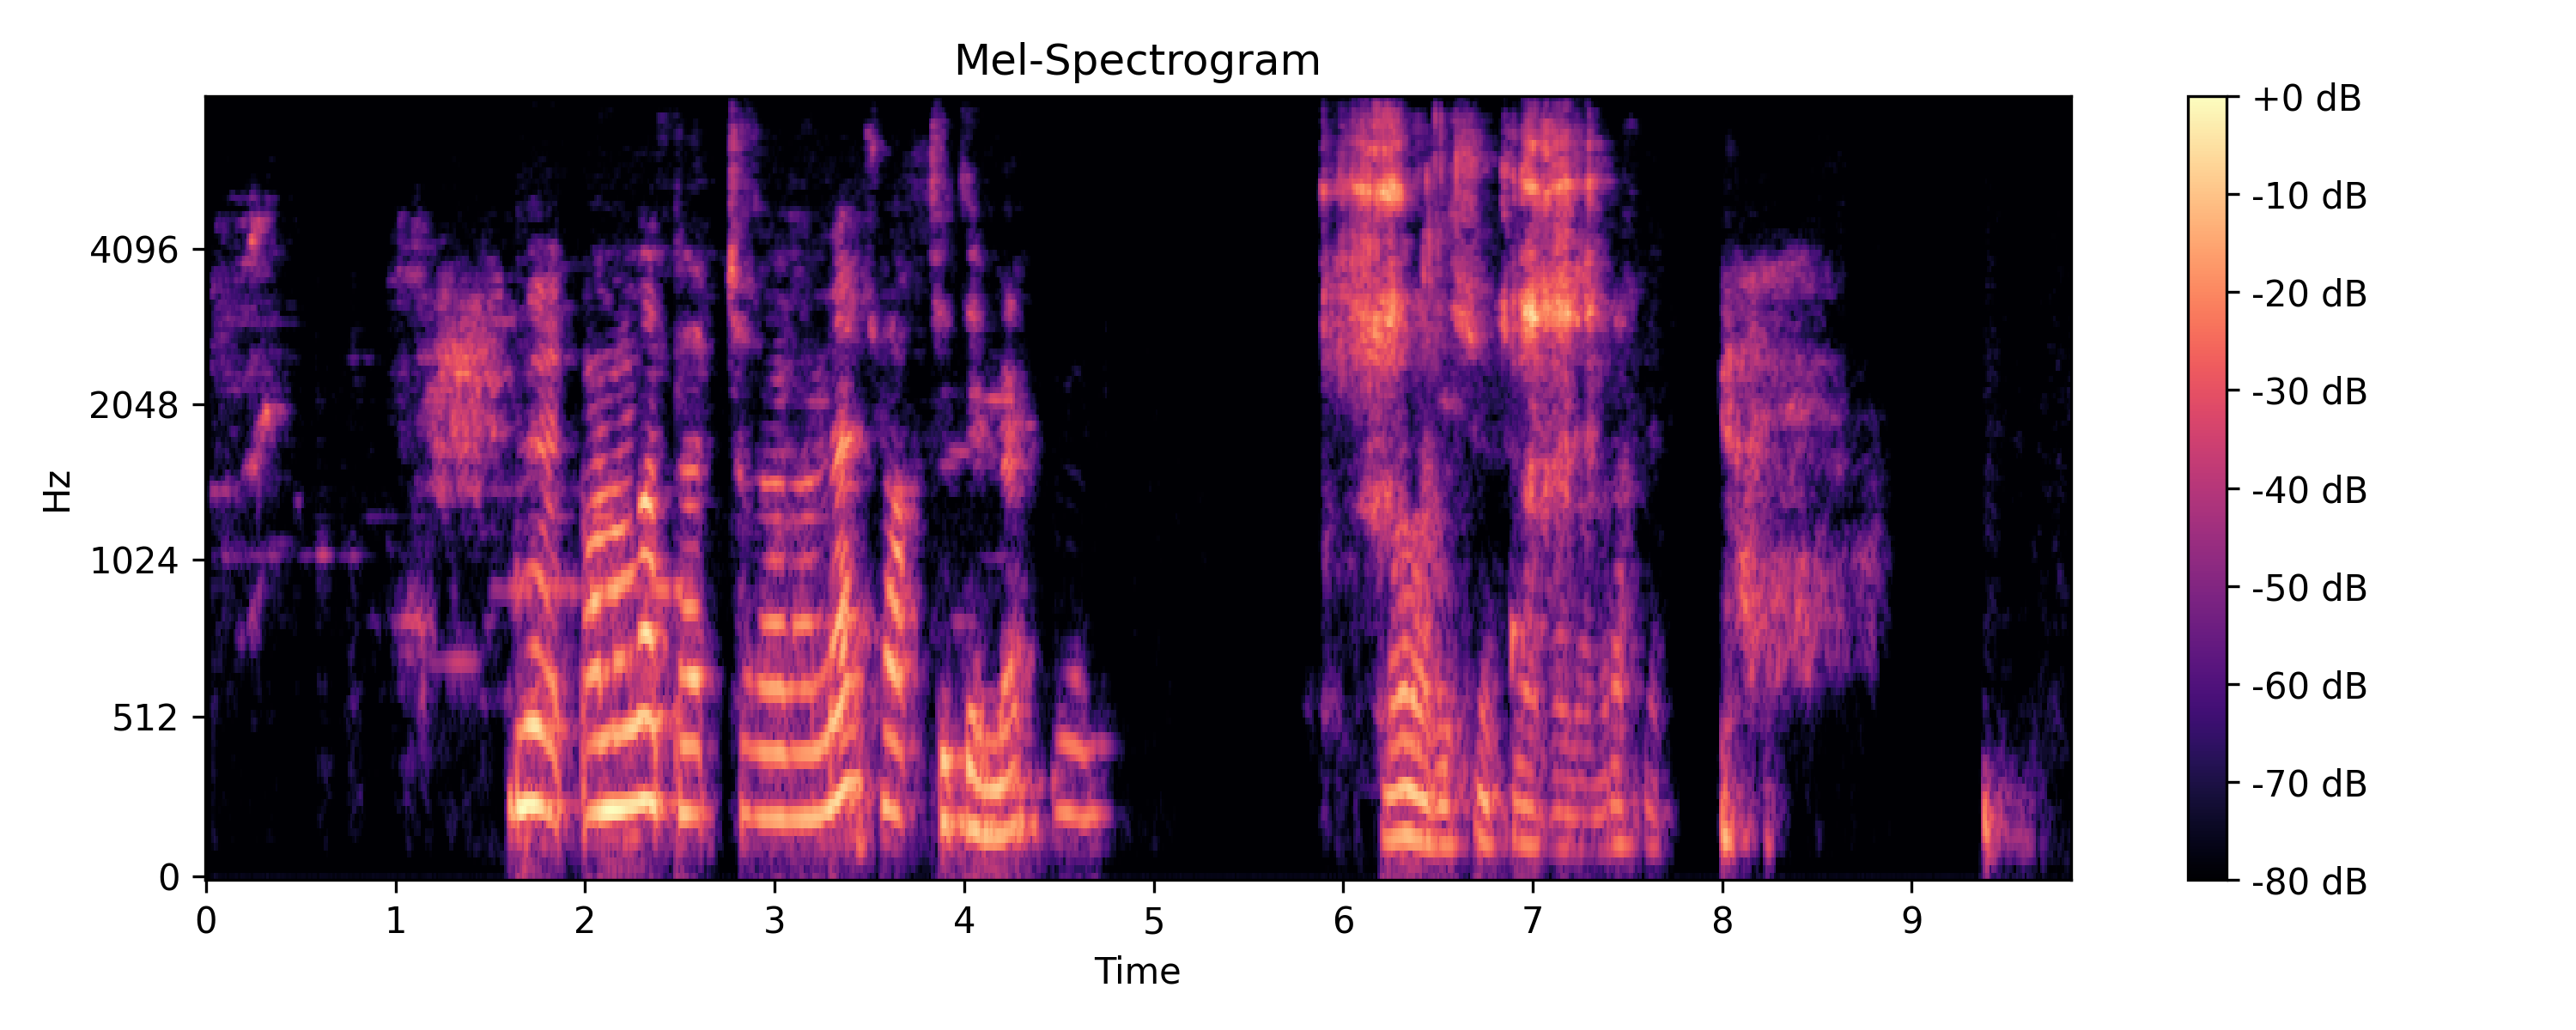 Mel-Spectrogram
+0 dB
-10 dB
-20 dB
-30 dB
-40 dB
-50 dB
-60 dB
-70 dB
-80 dB
Hz
4096
2048
1024
512
0
0 1 2 3 4 5 6 7 8 9
Time